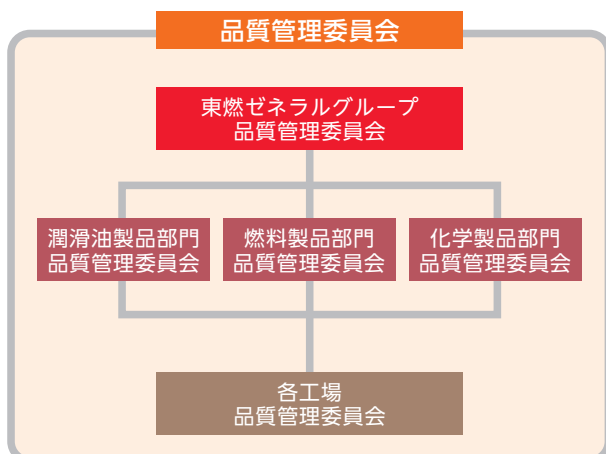 品質管理委員会
東燃ゼネラルグループ
品質管理委員会
潤滑油製品部門
品質管理委員会
燃料製品部門
品質管理委員会
化学製品部門
品質管理委員会
各工場
品質管理委員会